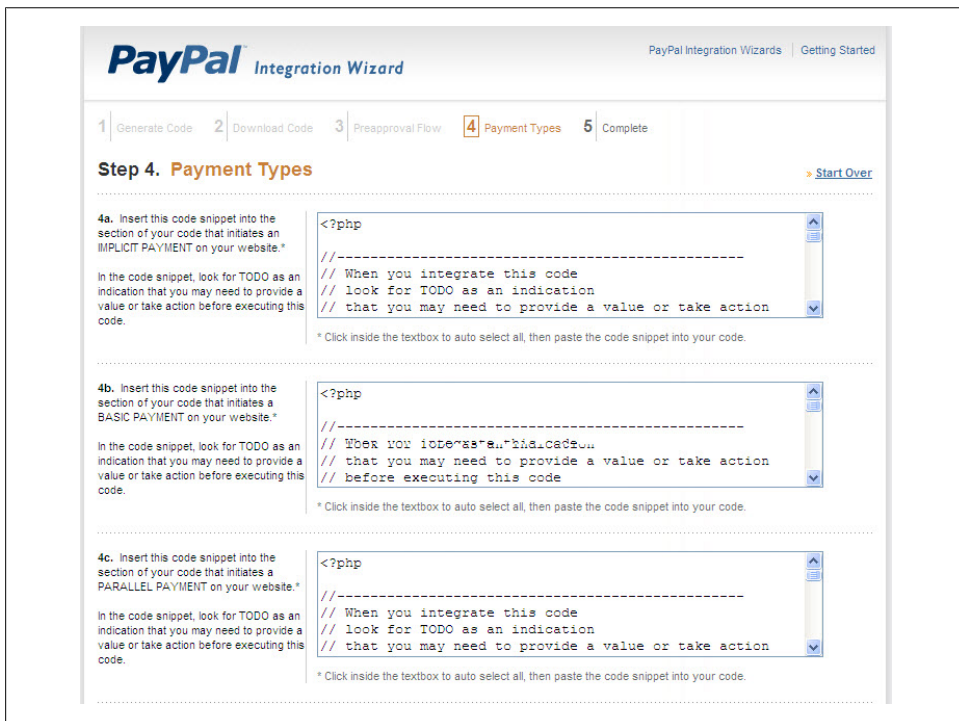 PayPal Integration Wizard
PayPal Integration Wizards | Getting Started
1 Generate Code 2 Download Code 3 Preapproval Flow 4 Payment Types 5 Complete
Step 4. Payment Types
» Start Over
4a. Insert this code snippet into the
section of your code that initiates an
IMPLICIT PAYMENT on your website.*
In the code snippet, look for TODO as an
indication that you may need to provide a
value or take action before executing this
code.
<?php
//-------------------------------------------------
// When you integrate this code
// look for TODO as an indication
// that you may need to provide a value or take action
* Click inside the textbox to auto select all, then paste the code snippet into your code.
4b. Insert this code snippet into the
section of your code that initiates a
BASIC PAYMENT on your website.*
In the code snippet, look for TODO as an
indication that you may need to provide a
value or take action before executing this
code.
<?php
//-------------------------------------------------
//
// that you may need to provide a value or take action
// before executing this code
* Click inside the textbox to auto select all, then paste the code snippet into your code.
4c. Insert this code snippet into the
section of your code that initiates a
PARALLEL PAYMENT on your website.*
In the code snippet, look for TODO as an
indication that you may need to provide a
value or take action before executing this
code.
<?php
//-------------------------------------------------
// When you integrate this code
// look for TODO as an indication
// that you may need to provide a value or take action
* Click inside the textbox to auto select all, then paste the code snippet into your code.